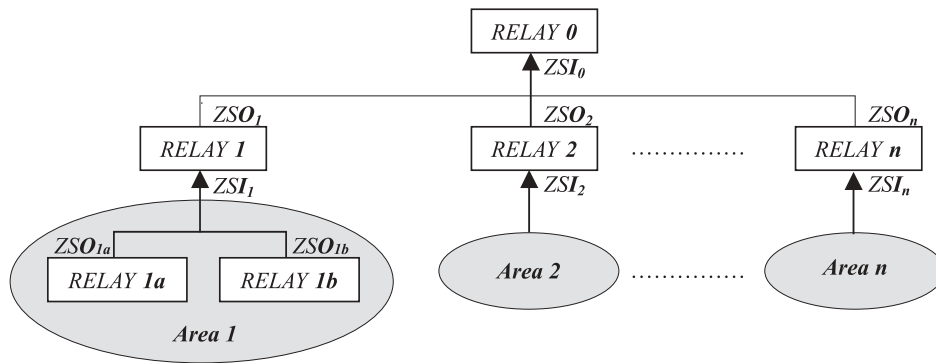 RELAY 0
ZSI0
ZSO1 ZSO2 ZSOn
RELAY 1 RELAY 2 ................ RELAY n
ZSI1 ZSI2 ZSIn
ZSO1a ZSO1b
RELAY 1a RELAY 1b Area 2 ................ Area n
Area 1